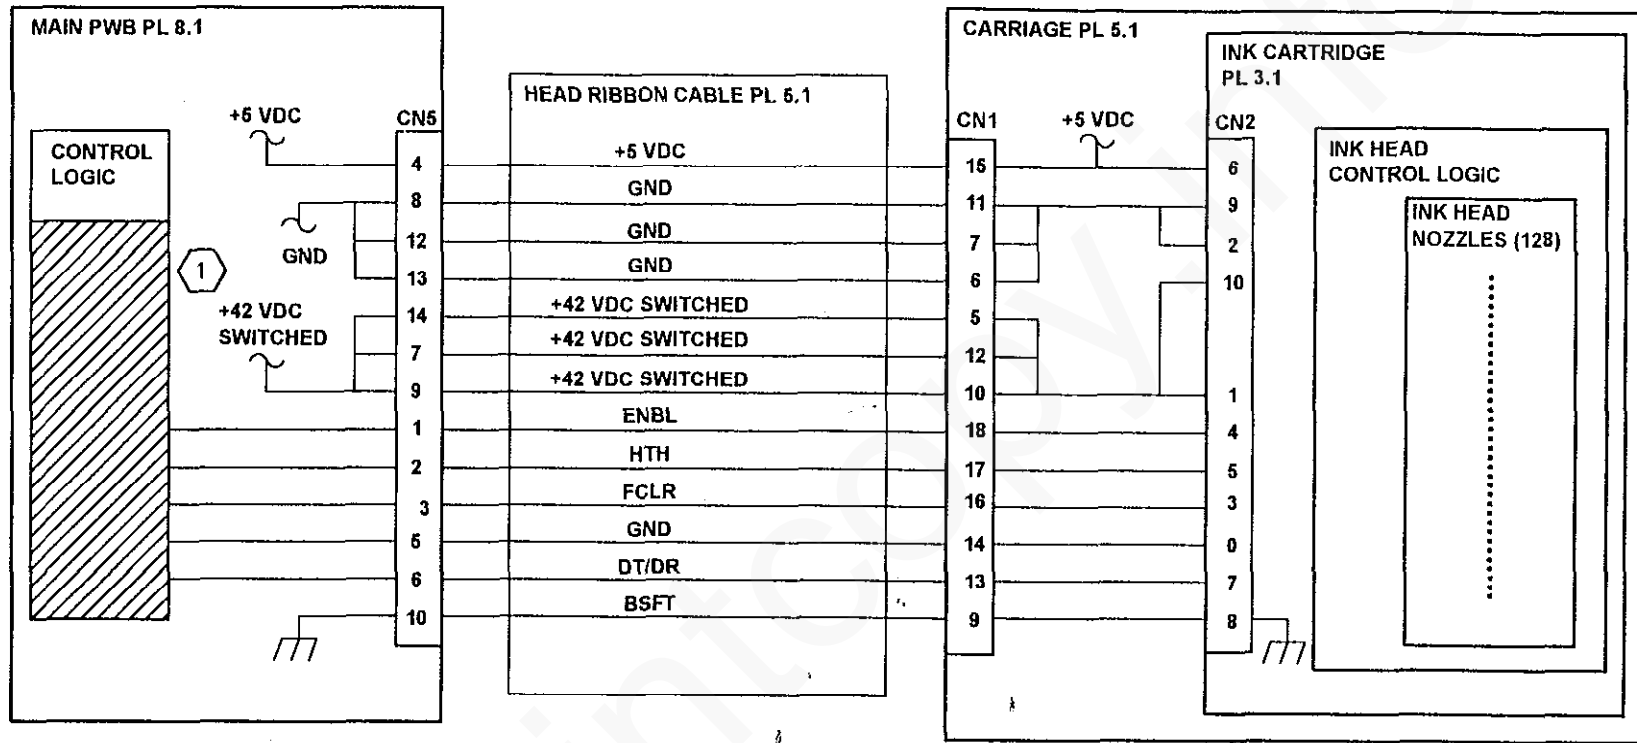 MAIN PWB PL 8.1
CARRIAGE PL 5.1
INK CARTRIDGE
PL 3.1
HEAD RIBBON CABLE PL 5.1
+5 VDC
CN5
CN1
+5 VDC
CN2
CONTROL
LOGIC
INK HEAD
CONTROL LOGIC
INK HEAD
NOZZLES (128)
4
+5 VDC
15
6
8
GND
11
9
12
GND
7
2
GND
1
13
GND
6
10
+42 VDC
SWITCHED
14
+42 VDC SWITCHED
5
7
+42 VDC SWITCHED
12
9
+42 VDC SWITCHED
10
1
1
ENBL
18
4
2
HTH
17
5
3
FCLR
16
3
5
GND
14
0
6
DT/DR
13
7
10
BSFT
9
8